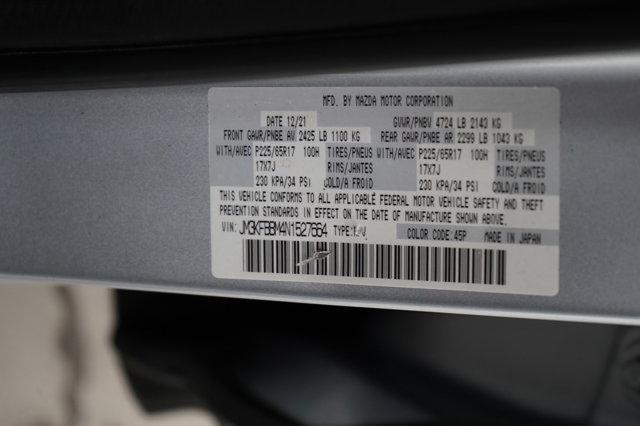 MFD. BY MAZDA MOTOR CORPORATION
DATE 12/21 GVWR/PNBV 4724 LB 2143 KG
FRONT GAWR/PNBE AV 2425 LB 1100 KG REAR GAWR/PNBE AR 2299 LB 1043 KG
WITH/AVEC P225/65R17 100H TIRES/PNEUS WITH/AVEC P225/65R17 100H TIRES/PNEUS
17X7J RIMS/JANTES 17X7J RIMS/JANTES
230 KPA/34 PSI COLD/A FROID 230 KPA/34 PSI COLD/A FROID
THIS VEHICLE CONFORMS TO ALL APPLICABLE FEDERAL MOTOR VEHICLE SAFETY AND THEFT
PREVENTION STANDARDS IN EFFECT ON THE DATE OF MANUFACTURE SHOWN ABOVE.
VIN: JM3KFBBM4N1527664 TYPE: COLOR CODE:45P MADE IN JAPAN